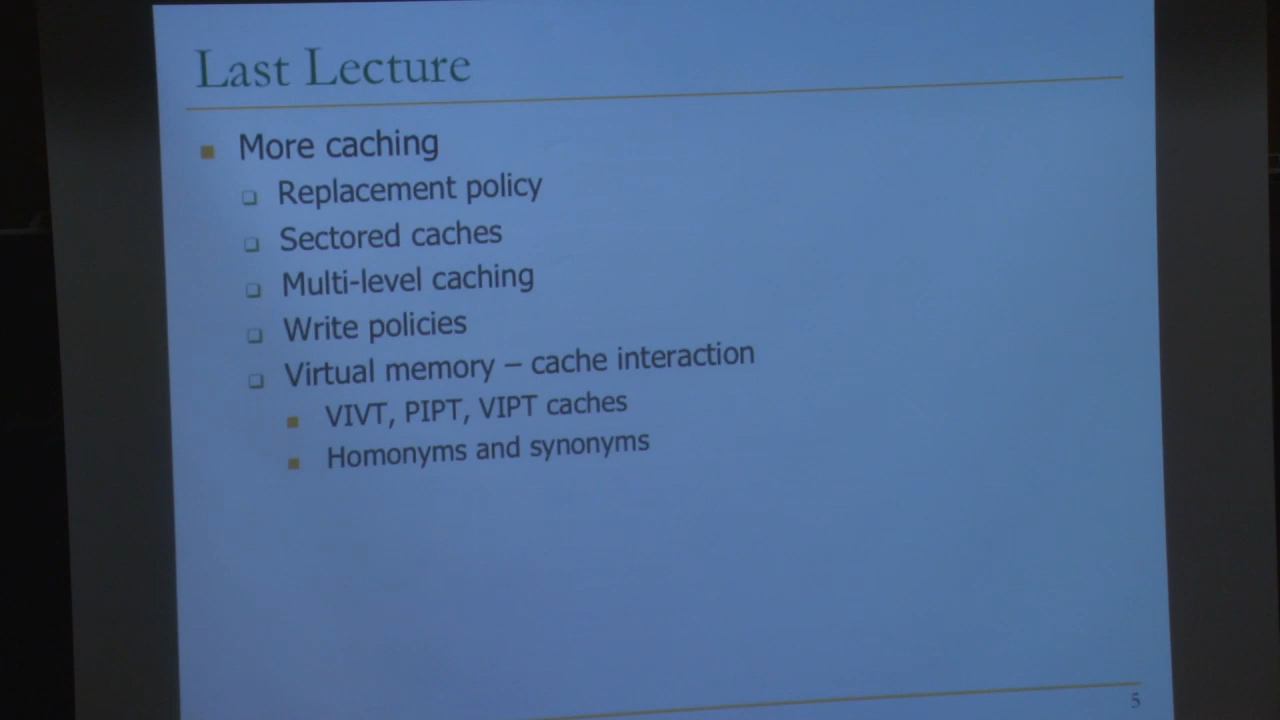 Last Lecture
More caching
Replacement policy
Sectored caches
Multi-level caching
Write policies
Virtual memory – cache interaction
VIVT, PIPT, VIPT caches
Homonyms and synonyms
5